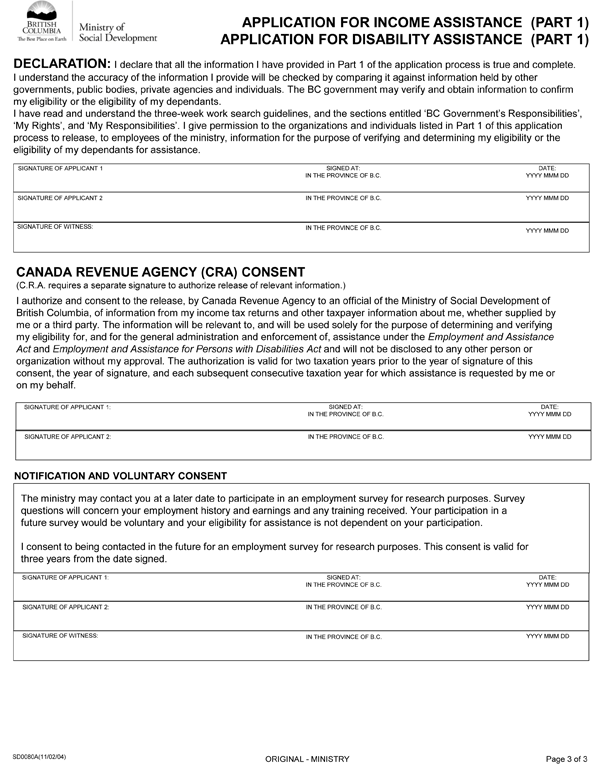 BRITISH
COLUMBIA
The Best Place on Earth
Ministry of
Social Development
APPLICATION FOR INCOME ASSISTANCE (PART 1)
APPLICATION FOR DISABILITY ASSISTANCE (PART 1)
DECLARATION: I declare that all the information I have provided in Part 1 of the application process is true and complete.
I understand the accuracy of the information I provide will be checked by comparing it against information held by other
governments, public bodies, private agencies and individuals. The BC government may verify and obtain information to confirm
my eligibility or the eligibility of my dependants.
I have read and understand the three-week work search guidelines, and the sections entitled ‘BC Government’s Responsibilities’,
‘My Rights’, and ‘My Responsibilities’. I give permission to the organizations and individuals listed in Part 1 of this application
process to release, to employees of the ministry, information for the purpose of verifying and determining my eligibility or the
eligibility of my dependants for assistance.
SIGNATURE OF APPLICANT 1 SIGNED AT: DATE:
IN THE PROVINCE OF B.C. YYYY MMM DD
SIGNATURE OF APPLICANT 2 IN THE PROVINCE OF B.C. YYYY MMM DD
SIGNATURE OF WITNESS: IN THE PROVINCE OF B.C. YYYY MMM DD
CANADA REVENUE AGENCY (CRA) CONSENT
(C.R.A. requires a separate signature to authorize release of relevant information.)
I authorize and consent to the release, by Canada Revenue Agency to an official of the Ministry of Social Development of
British Columbia, of information from my income tax returns and other taxpayer information about me, whether supplied by
me or a third party. The information will be relevant to, and will be used solely for the purpose of determining and verifying
my eligibility for, and for the general administration and enforcement of, assistance under the Employment and Assistance
Act and Employment and Assistance for Persons with Disabilities Act and will not be disclosed to any other person or
organization without my approval. The authorization is valid for two taxation years prior to the year of signature of this
consent, the year of signature, and each subsequent consecutive taxation year for which assistance is requested by me or
on my behalf.
SIGNATURE OF APPLICANT 1: SIGNED AT: DATE:
IN THE PROVINCE OF B.C. YYYY MMM DD
SIGNATURE OF APPLICANT 2: IN THE PROVINCE OF B.C. YYYY MMM DD
NOTIFICATION AND VOLUNTARY CONSENT
The ministry may contact you at a later date to participate in an employment survey for research purposes. Survey
questions will concern your employment history and earnings and any training received. Your participation in a
future survey would be voluntary and your eligibility for assistance is not dependent on your participation.
I consent to being contacted in the future for an employment survey for research purposes. This consent is valid for
three years from the date signed.
SIGNATURE OF APPLICANT 1: SIGNED AT: DATE:
IN THE PROVINCE OF B.C. YYYY MMM DD
SIGNATURE OF APPLICANT 2: IN THE PROVINCE OF B.C. YYYY MMM DD
SIGNATURE OF WITNESS: IN THE PROVINCE OF B.C. YYYY MMM DD
SD0080A(11/02/04) ORIGINAL - MINISTRY Page 3 of 3